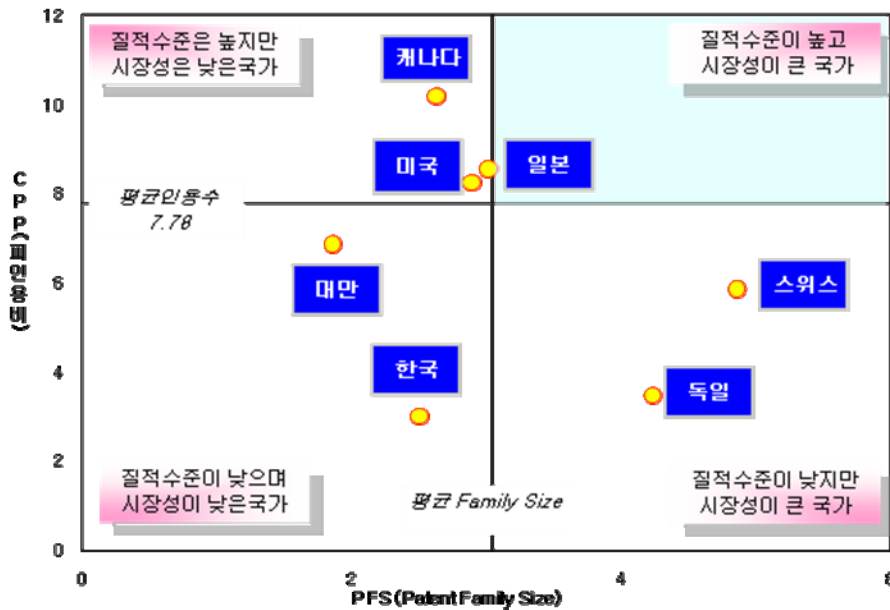 12
질적수준은 높지만
시장성은 낮은국가
캐나다
질적수준이 높고
시장성이 큰 국가
10
미국
일본
8
평균인용수
7.78
CPP(피인용비)
6
대만
스위스
4
한국
독일
2
질적수준이 낮으며
시장성이 낮은국가
평균 Family Size
질적수준이 낮지만
시장성이 큰 국가
0
0
2
4
6
PFS(Patent Family Size)